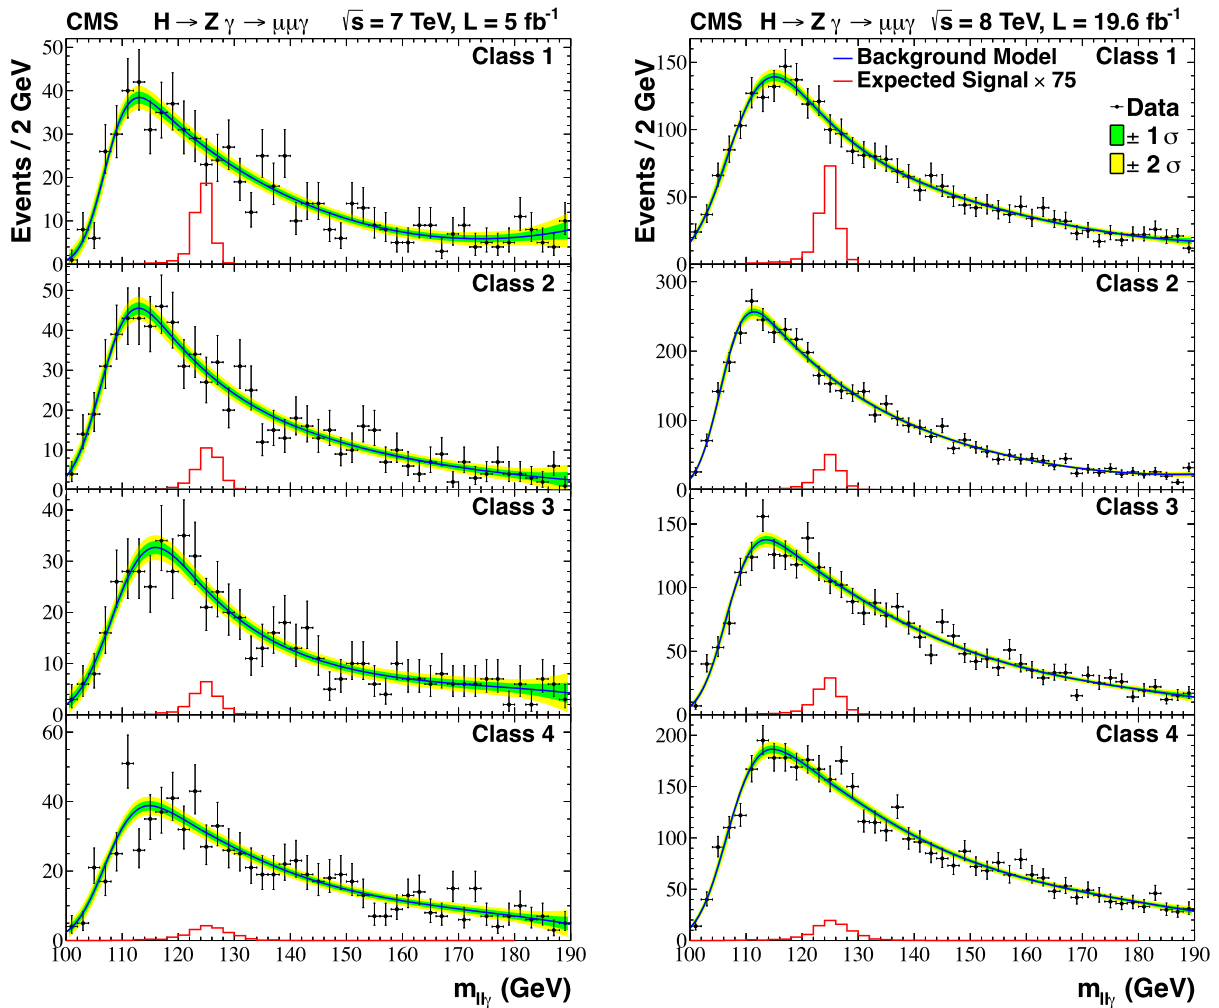 CMS H → Z γ → μμγ √s = 7 TeV, L = 5 fb⁻¹
Class 1
Events / 2 GeV
50
40
30
20
10
0
Class 2
50
40
30
20
10
0
Class 3
40
30
20
10
0
Class 4
60
40
20
0
100 110 120 130 140 150 160 170 180 190
m_llγ (GeV)
CMS H → Z γ → μμγ √s = 8 TeV, L = 19.6 fb⁻¹
Background Model
Class 1
Expected Signal × 75
Data
± 1 σ
± 2 σ
Events / 2 GeV
150
100
50
0
Class 2
300
200
100
0
Class 3
150
100
50
0
Class 4
200
150
100
50
0
100 110 120 130 140 150 160 170 180 190
m_llγ (GeV)